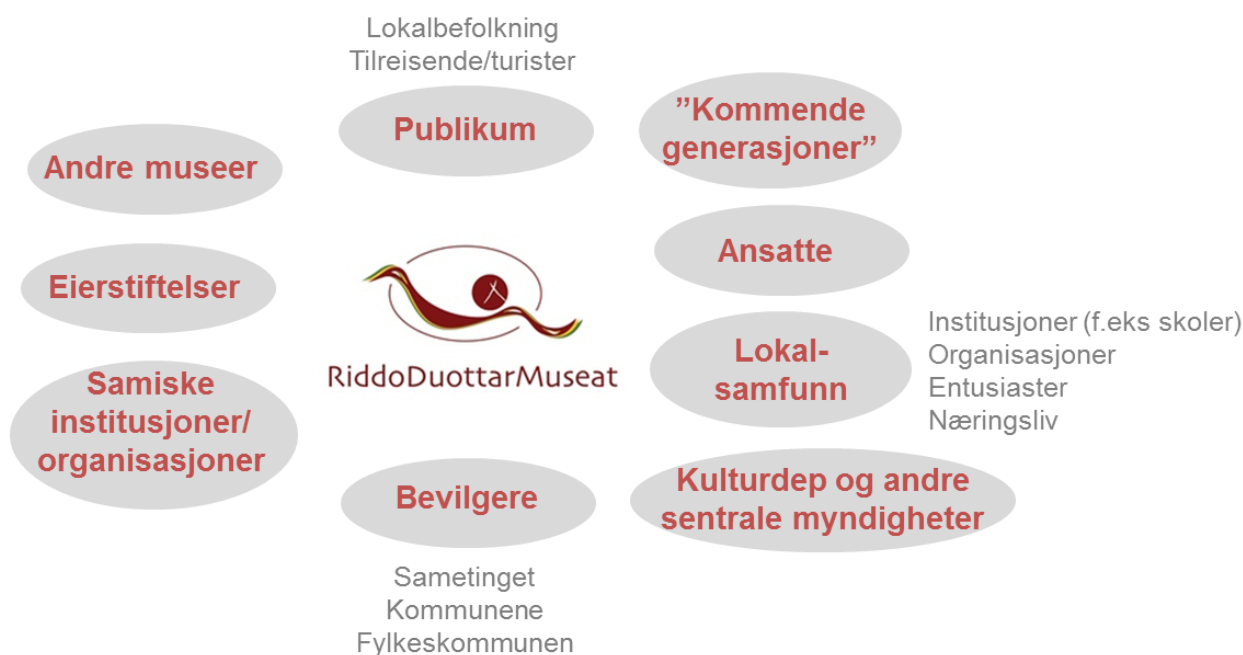 Lokalbefolkning
Tilreisende/turister
Publikum
”Kommende
generasjoner”
Andre museer
Ansatte
Eierstiftelser
RiddoDuottarMuseat
Lokal-
samfunn
Institusjoner (f.eks skoler)
Organisasjoner
Entusiaster
Næringsliv
Samiske
institusjoner/
organisasjoner
Bevilgere
Kulturdep og andre
sentrale myndigheter
Sametinget
Kommunene
Fylkeskommunen